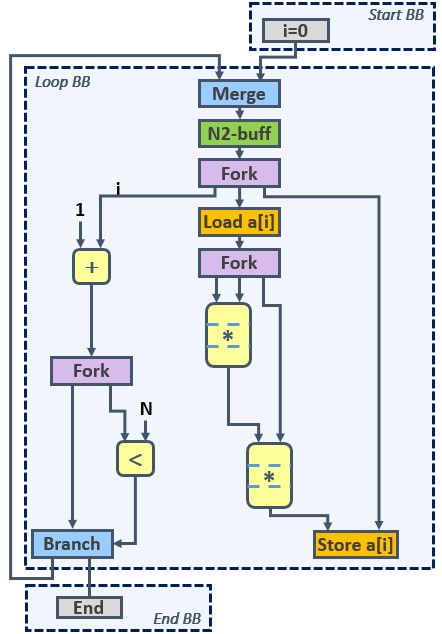 Start BB
i=0
Loop BB
Merge
N2-buff
Fork
i
1
Load a[i]
+
Fork
*
Fork
N
<
*
Branch
Store a[i]
End
End BB